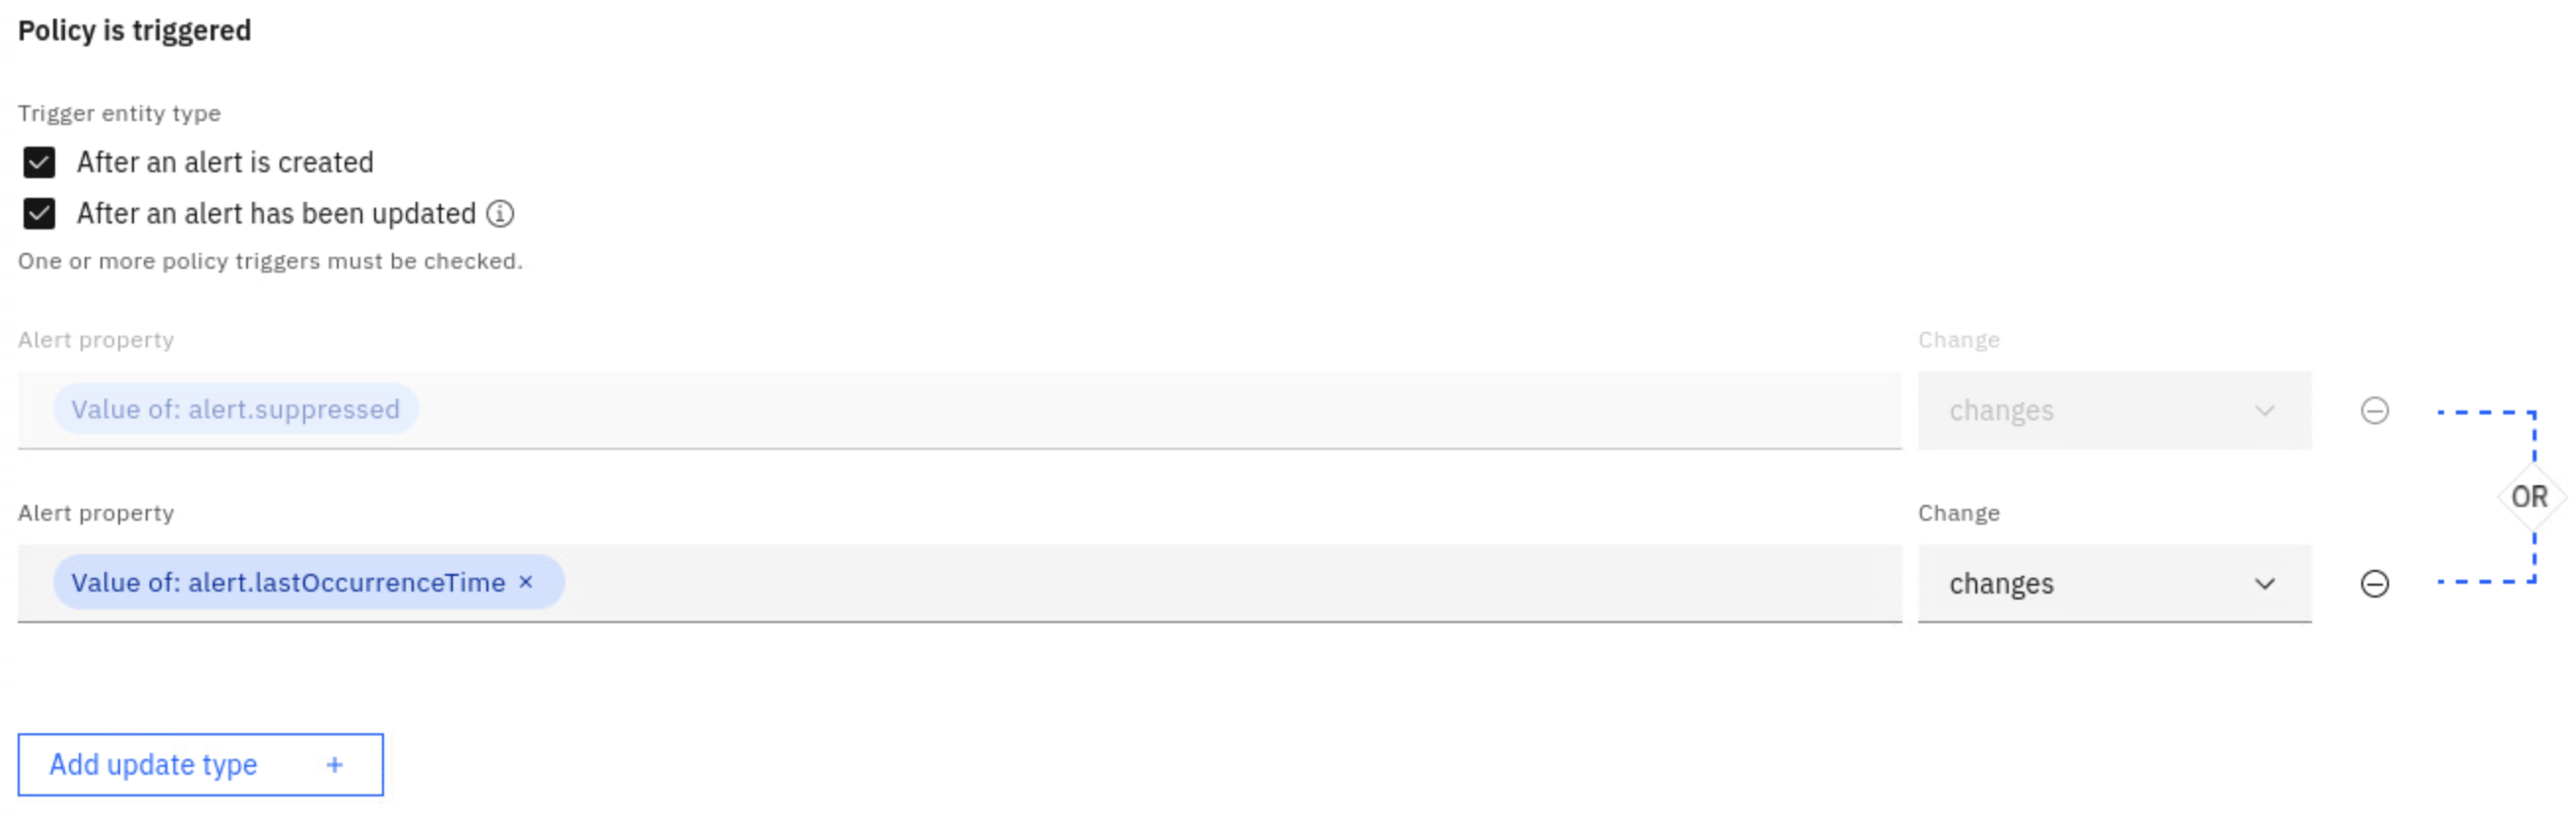 Policy is triggered
Trigger entity type
After an alert is created
After an alert has been updated
One or more policy triggers must be checked.
Alert property Change
Value of: alert.suppressed changes
OR
Alert property Change
Value of: alert.lastOccurrenceTime × changes
Add update type +